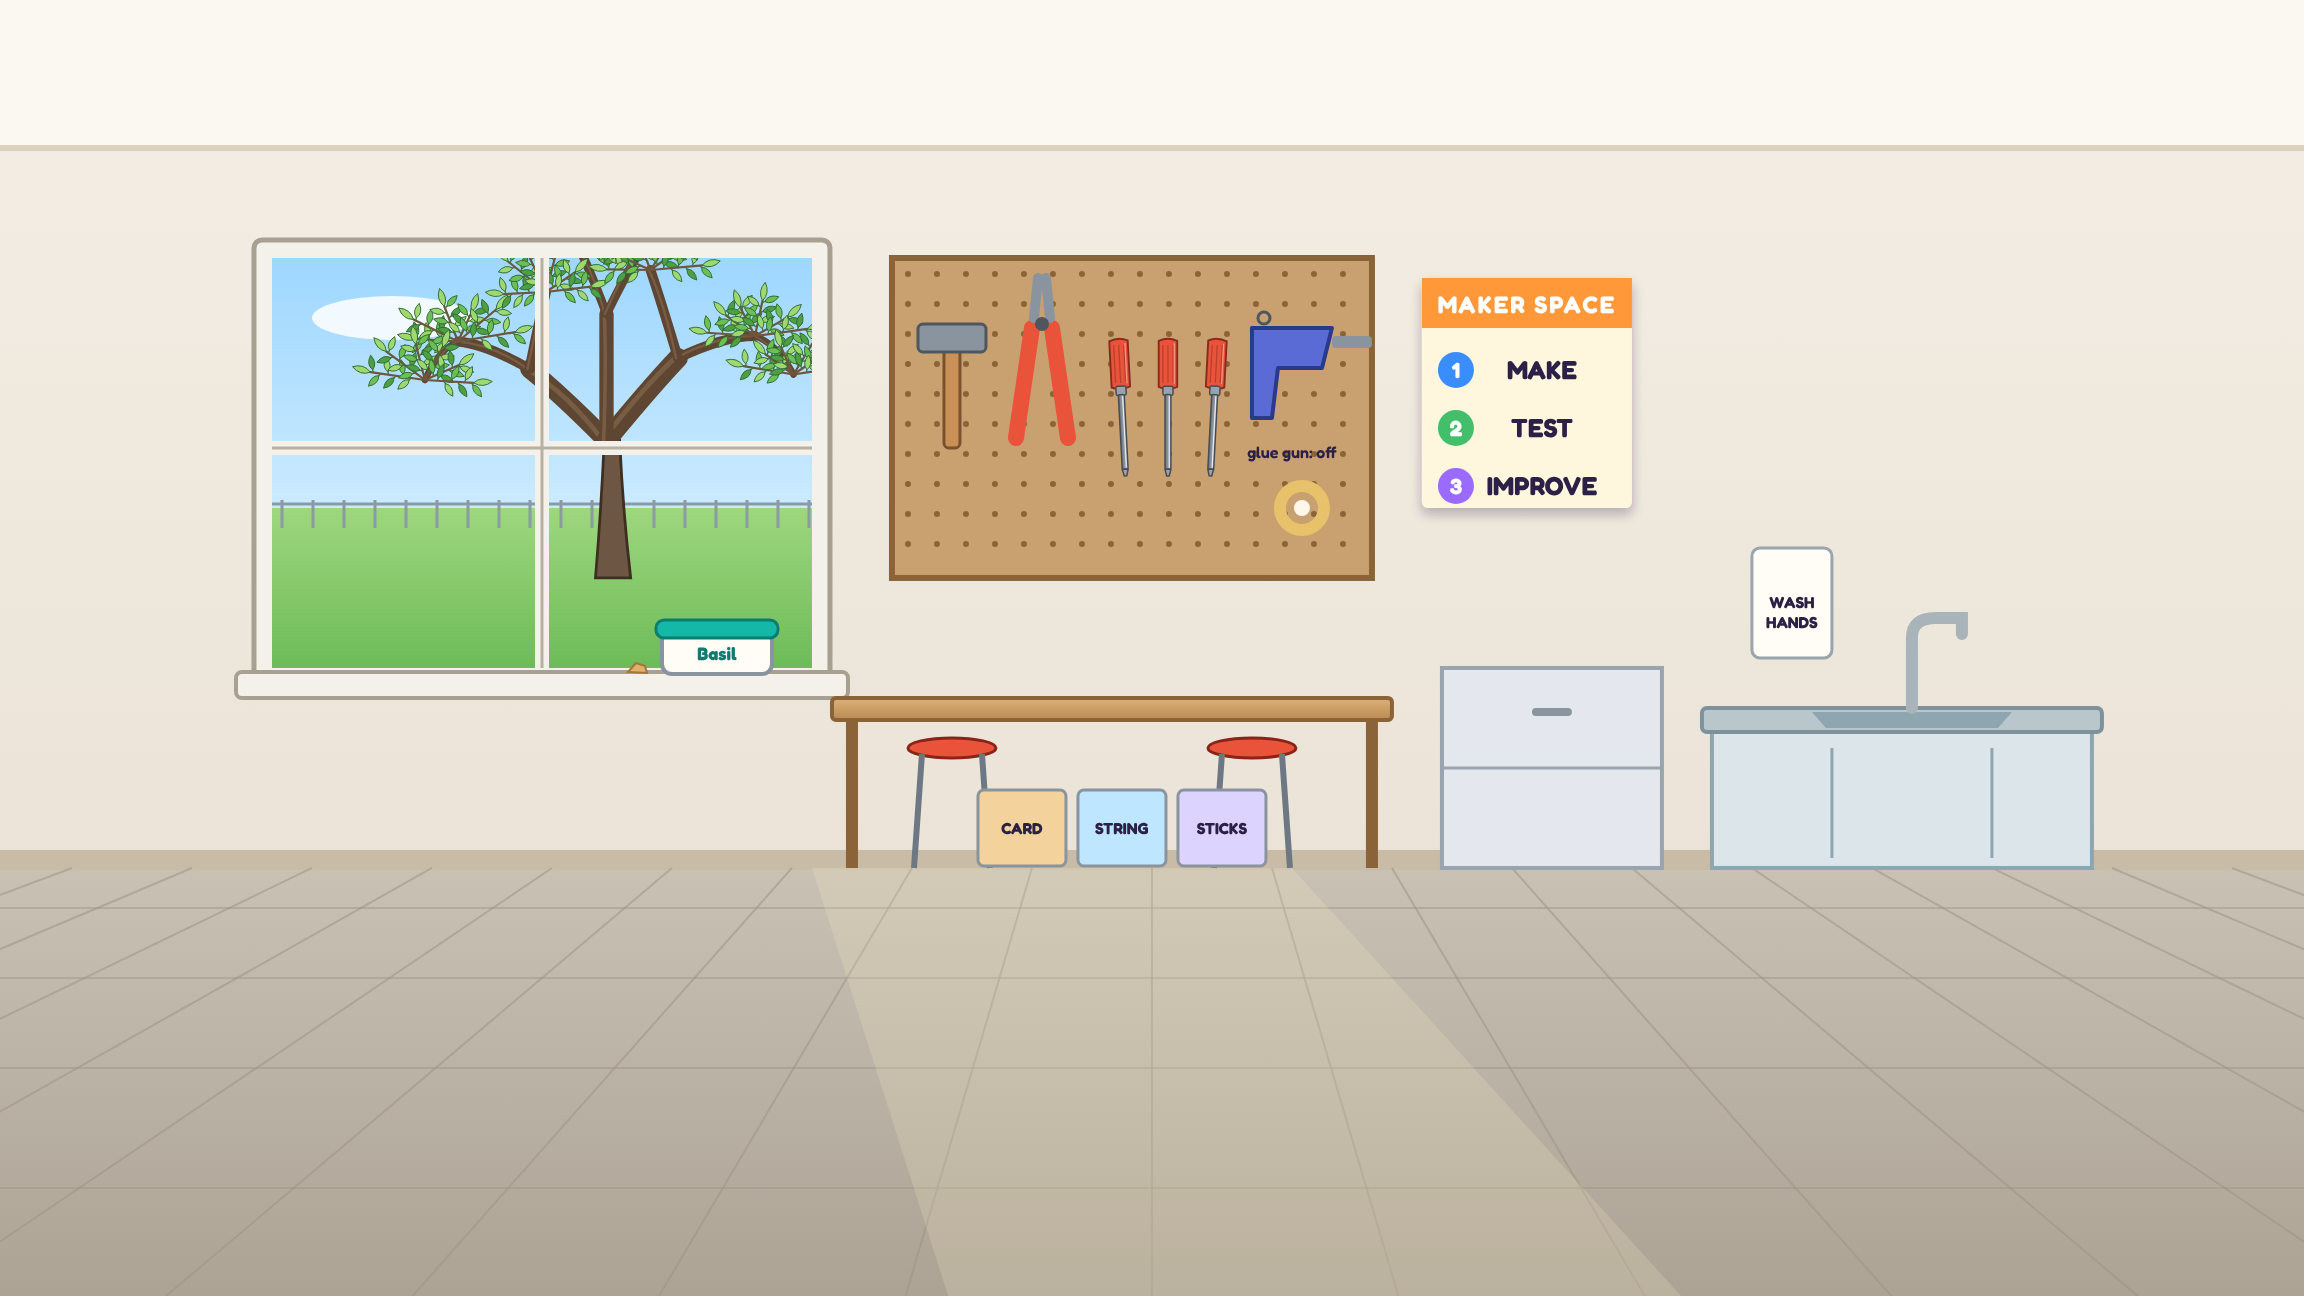 MAKER SPACE
1 MAKE
2 TEST
3 IMPROVE
glue gun: off
WASH
HANDS
Basil
CARD
STRING
STICKS